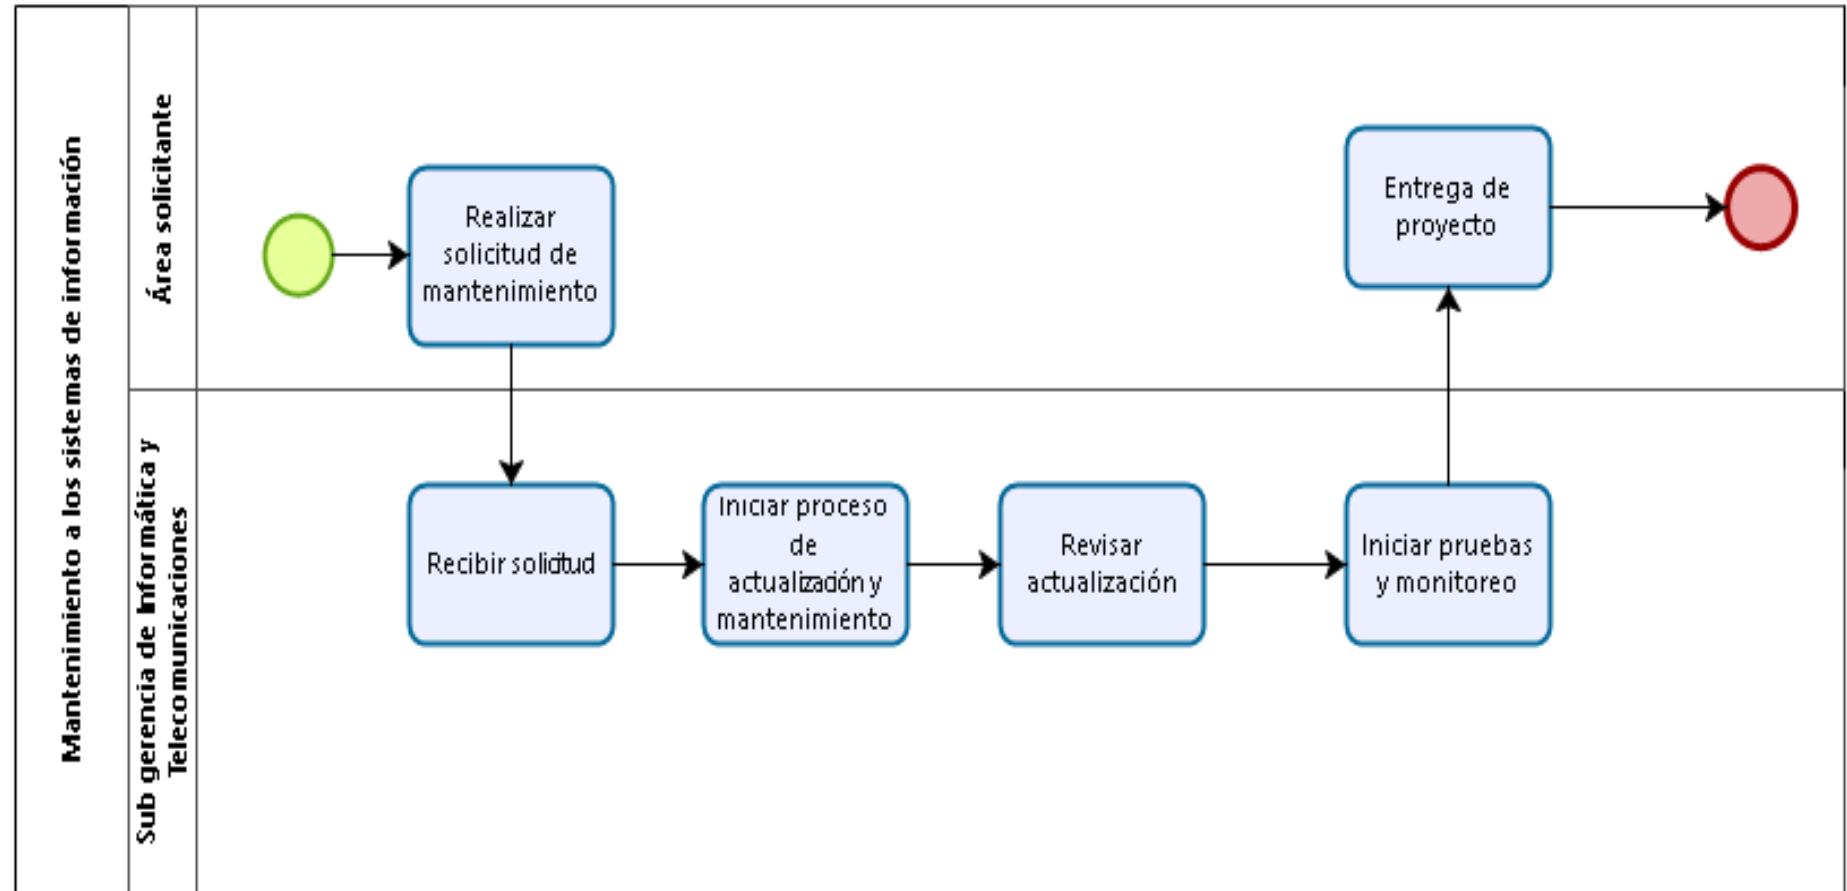 Mantenimiento a los sistemas de información
Área solicitante
Realizar
solicitud de
mantenimiento
Entrega de
proyecto
Sub gerencia de Informática y
Telecomunicaciones
Recibir solicitud
Iniciar proceso
de
actualización y
mantenimiento
Revisar
actualización
Iniciar pruebas
y monitoreo